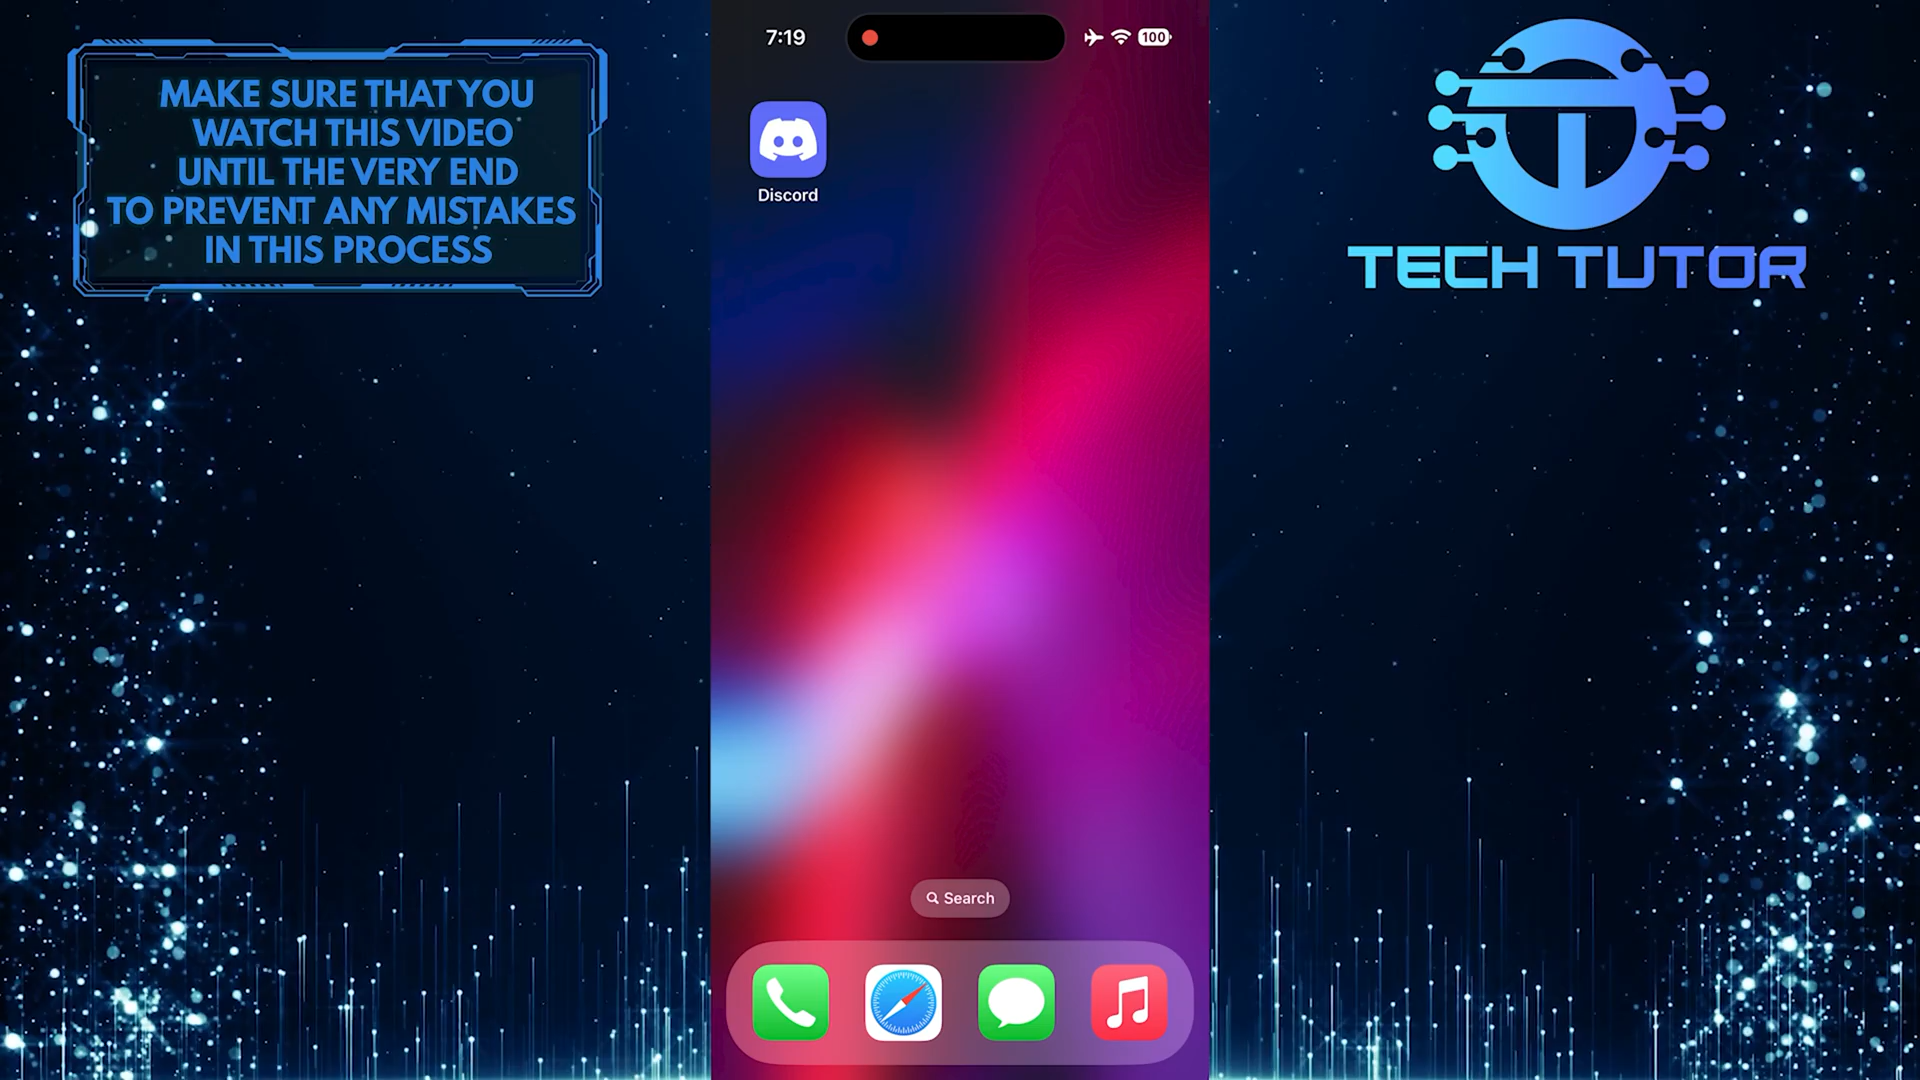 MAKE SURE THAT YOU
WATCH THIS VIDEO
UNTIL THE VERY END
TO PREVENT ANY MISTAKES
IN THIS PROCESS
7:19
100
Discord
Search
TECH TUTOR